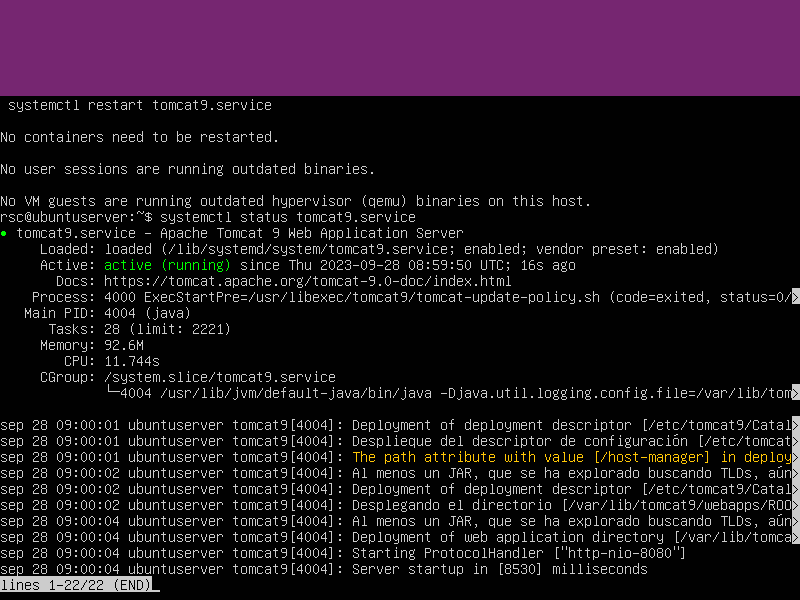 systemctl restart tomcat9.service
No containers need to be restarted.
No user sessions are running outdated binaries.
No VM guests are running outdated hypervisor (qemu) binaries on this host.
rsc@ubuntuserver:~$ systemctl status tomcat9.service
● tomcat9.service – Apache Tomcat 9 Web Application Server
Loaded: loaded (/lib/systemd/system/tomcat9.service; enabled; vendor preset: enabled)
Active: active (running) since Thu 2023-09-28 08:59:50 UTC; 16s ago
Docs: https://tomcat.apache.org/tomcat-9.0-doc/index.html
Process: 4000 ExecStartPre=/usr/libexec/tomcat9/tomcat-update-policy.sh (code=exited, status=0/>
Main PID: 4004 (java)
Tasks: 28 (limit: 2221)
Memory: 92.6M
CPU: 11.744s
CGroup: /system.slice/tomcat9.service
└─4004 /usr/lib/jvm/default-java/bin/java -Djava.util.logging.config.file=/var/lib/tom>
sep 28 09:00:01 ubuntuserver tomcat9[4004]: Deployment of deployment descriptor [/etc/tomcat9/Catal>
sep 28 09:00:01 ubuntuserver tomcat9[4004]: Desplieque del descriptor de configuración [/etc/tomcat>
sep 28 09:00:01 ubuntuserver tomcat9[4004]: The path attribute with value [/host-manager] in deploy>
sep 28 09:00:02 ubuntuserver tomcat9[4004]: Al menos un JAR, que se ha explorado buscando TLDs, aún>
sep 28 09:00:02 ubuntuserver tomcat9[4004]: Deployment of deployment descriptor [/etc/tomcat9/Catal>
sep 28 09:00:02 ubuntuserver tomcat9[4004]: Desplegando el directorio [/var/lib/tomcat9/webapps/ROO>
sep 28 09:00:04 ubuntuserver tomcat9[4004]: Al menos un JAR, que se ha explorado buscando TLDs, aún>
sep 28 09:00:04 ubuntuserver tomcat9[4004]: Deployment of web application directory [/var/lib/tomca>
sep 28 09:00:04 ubuntuserver tomcat9[4004]: Starting ProtocolHandler ["http-nio-8080"]
sep 28 09:00:04 ubuntuserver tomcat9[4004]: Server startup in [8530] milliseconds
lines 1-22/22 (END)